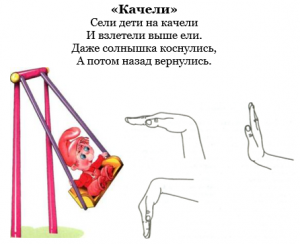 «Качели»
Сели дети на качели
И взлетели выше ели.
Даже солнышка коснулись,
А потом назад вернулись.